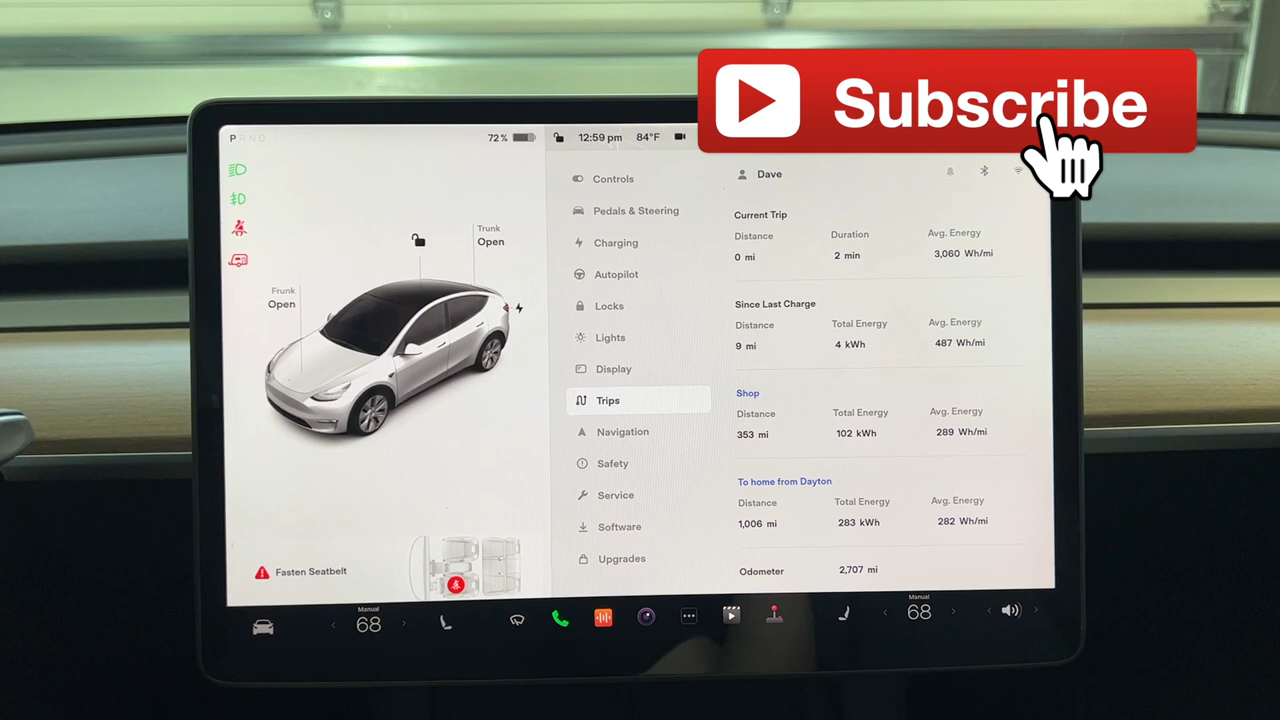 Subscribe
P R N D
72 %
12:59 pm
84°F
Dave
Trunk
Open
Frunk
Open
Fasten Seatbelt
Controls
Pedals & Steering
Charging
Autopilot
Locks
Lights
Display
Trips
Navigation
Safety
Service
Software
Upgrades
Current Trip
Distance Duration Avg. Energy
0 mi 2 min 3,060 Wh/mi
Since Last Charge
Distance Total Energy Avg. Energy
9 mi 4 kWh 487 Wh/mi
Shop
Distance Total Energy Avg. Energy
353 mi 102 kWh 289 Wh/mi
To home from Dayton
Distance Total Energy Avg. Energy
1,006 mi 283 kWh 282 Wh/mi
Odometer 2,707 mi
Manual
68
Manual
68